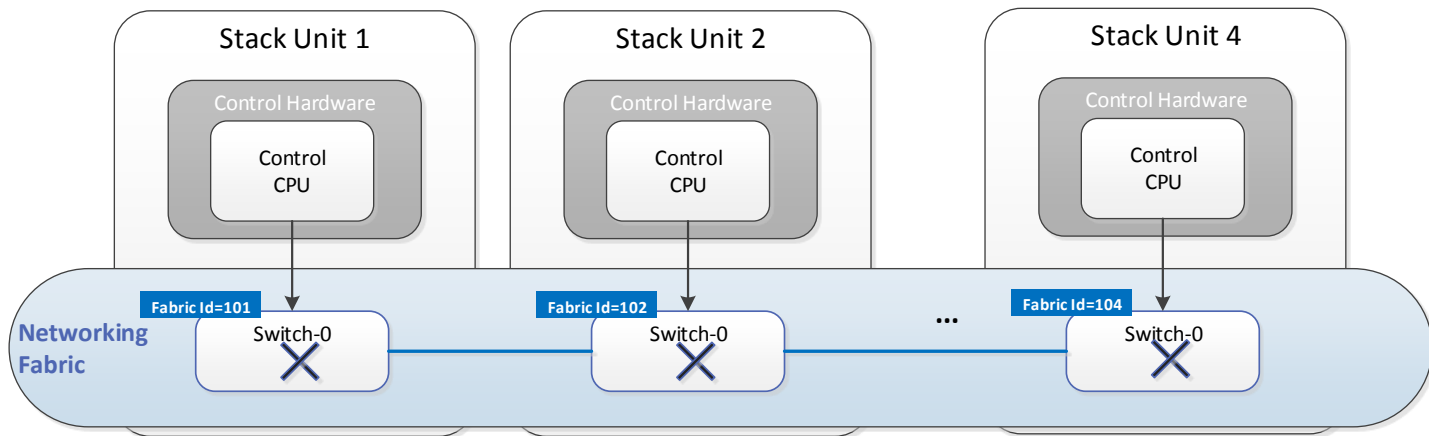 Stack Unit 1
Stack Unit 2
Stack Unit 4
Control Hardware
Control Hardware
Control Hardware
Control
CPU
Control
CPU
Control
CPU
Fabric Id=101
Fabric Id=102
Fabric Id=104
...
Networking
Fabric
Switch-0
Switch-0
Switch-0